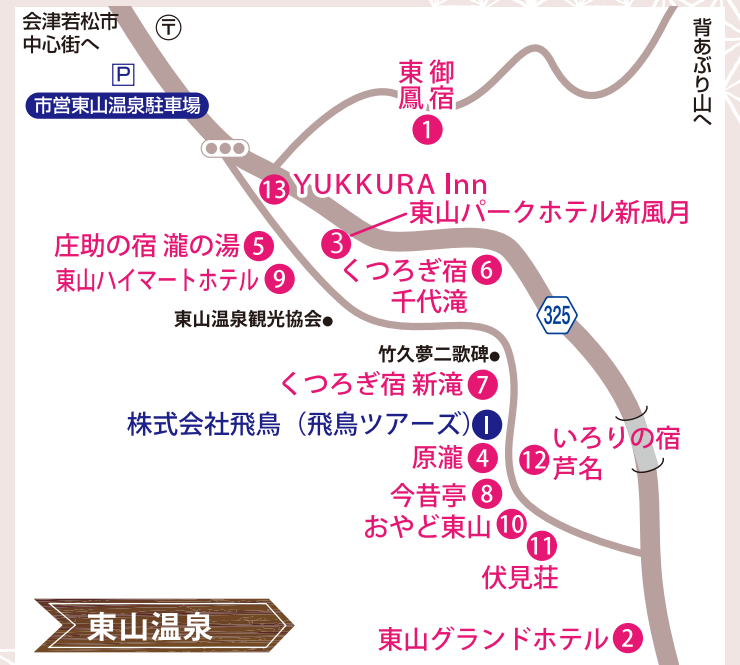 会津若松市
中心街へ
〒
P
市営東山温泉駐車場
背あぶり山へ
御宿
東鳳
1
13 YUKKURA Inn
東山パークホテル新風月
3
庄助の宿 瀧の湯 5
東山ハイマートホテル 9
くつろぎ宿 6
千代滝
東山温泉観光協会
325
竹久夢二歌碑
くつろぎ宿 新滝 7
株式会社飛鳥（飛鳥ツアーズ） I
原瀧 4
12 いろりの宿
芦名
今昔亭 8
おやど東山 10
11
伏見荘
東山温泉
東山グランドホテル 2